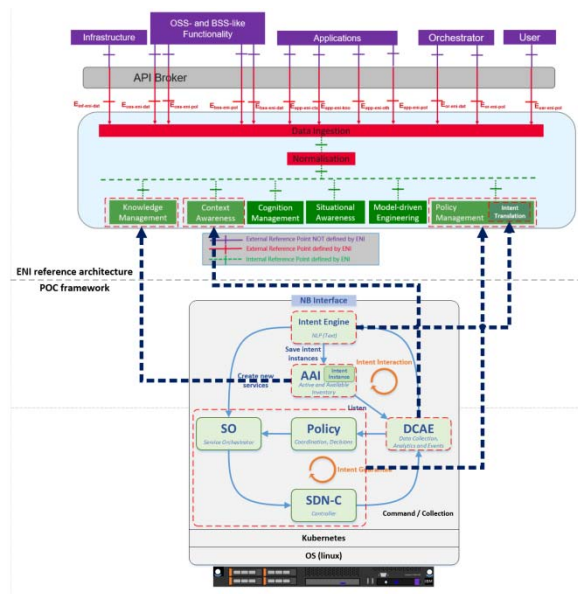 Infrastructure
OSS- and BSS-like
Functionality
Applications
Orchestrator
User
API Broker
Data Ingestion
Normalisation
Knowledge
Management
Context
Awareness
Cognition
Management
Situational
Awareness
Model-driven
Engineering
Policy
Management
Intent
Translation
External Reference Point NOT defined by ENI
External Reference Point defined by ENI
Internal Reference Point defined by ENI
ENI reference architecture
POC framework
NB Interface
Intent Engine
NLP(Text)
Save intent
instances
Intent Interaction
AAI
Intent
Instance
Active and Available
Inventory
Create new
services
Listen
SO
Service Orchestrator
Policy
Coordination, Decisions
DCAE
Data Collection,
Analytics and Events
Intent Guarantee
SDN-C
Controller
Command / Collection
Kubernetes
OS (linux)